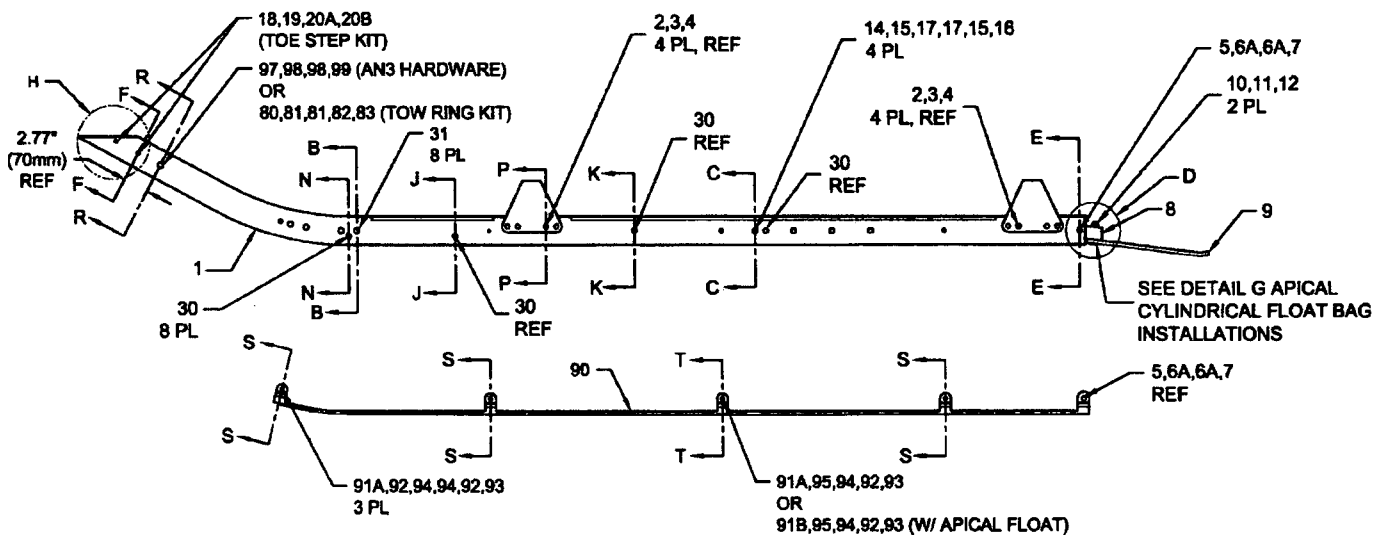 18,19,20A,20B
(TOE STEP KIT)
97,98,98,99 (AN3 HARDWARE)
OR
80,81,81,82,83 (TOW RING KIT)
2,3,4
4 PL, REF
14,15,17,17,15,16
4 PL
5,6A,6A,7
10,11,12
2 PL
2,3,4
4 PL, REF
H
R
F
2.77"
(70mm)
REF
F
R
31
8 PL
B
N
J
P
30
REF
K
C
30
REF
E
D
8
9
1
30
8 PL
N
B
J
30
REF
P
K
C
E
SEE DETAIL G APICAL
CYLINDRICAL FLOAT BAG
INSTALLATIONS
S
S
90
T
S
5,6A,6A,7
REF
S
S
T
S
91A,92,94,94,92,93
3 PL
91A,95,94,92,93
OR
91B,95,94,92,93 (W/ APICAL FLOAT)